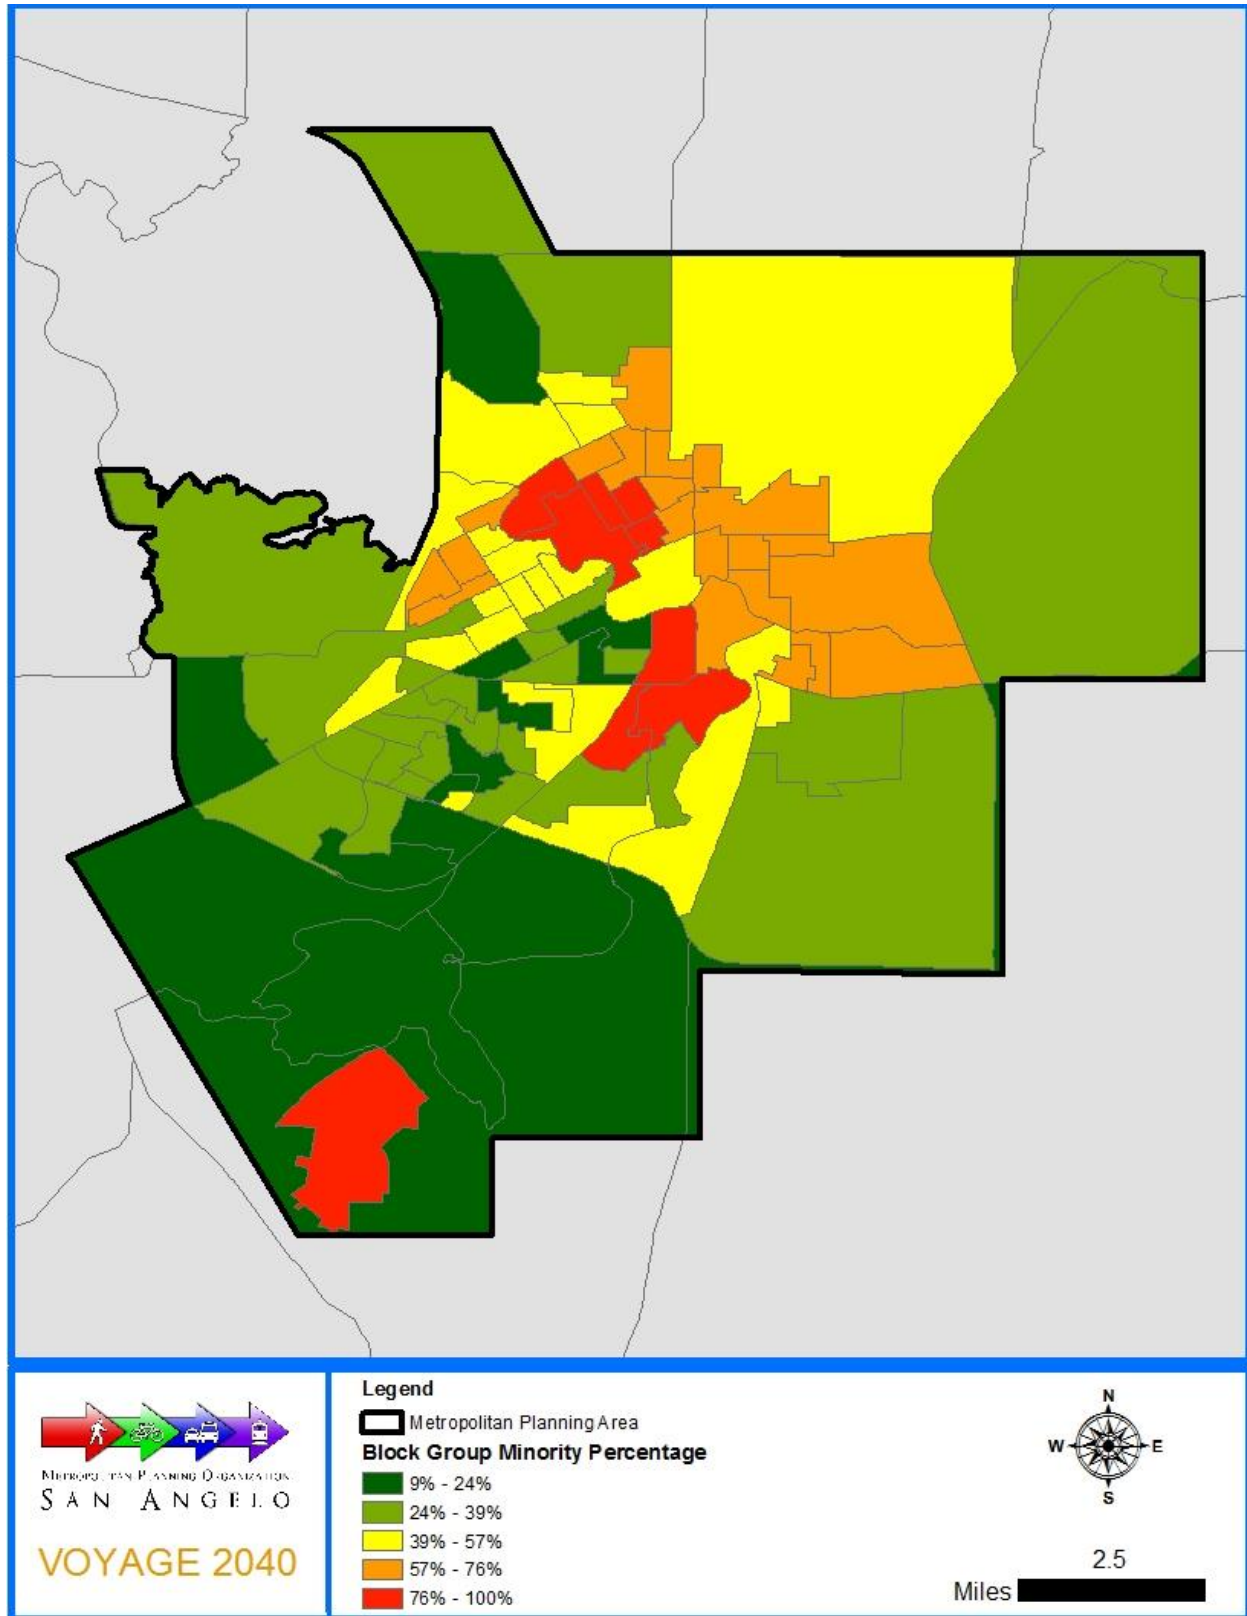 METROPOLITAN PLANNING ORGANIZATION
SAN ANGELO
VOYAGE 2040
Legend
Metropolitan Planning Area
Block Group Minority Percentage
9% - 24%
24% - 39%
39% - 57%
57% - 76%
76% - 100%
N
W E
S
2.5
Miles